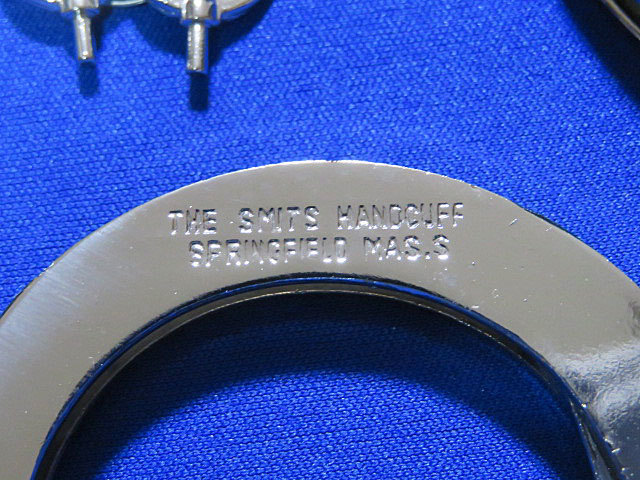 THE SMITS HANDCUFF
SPRINGFIELD MAS.S